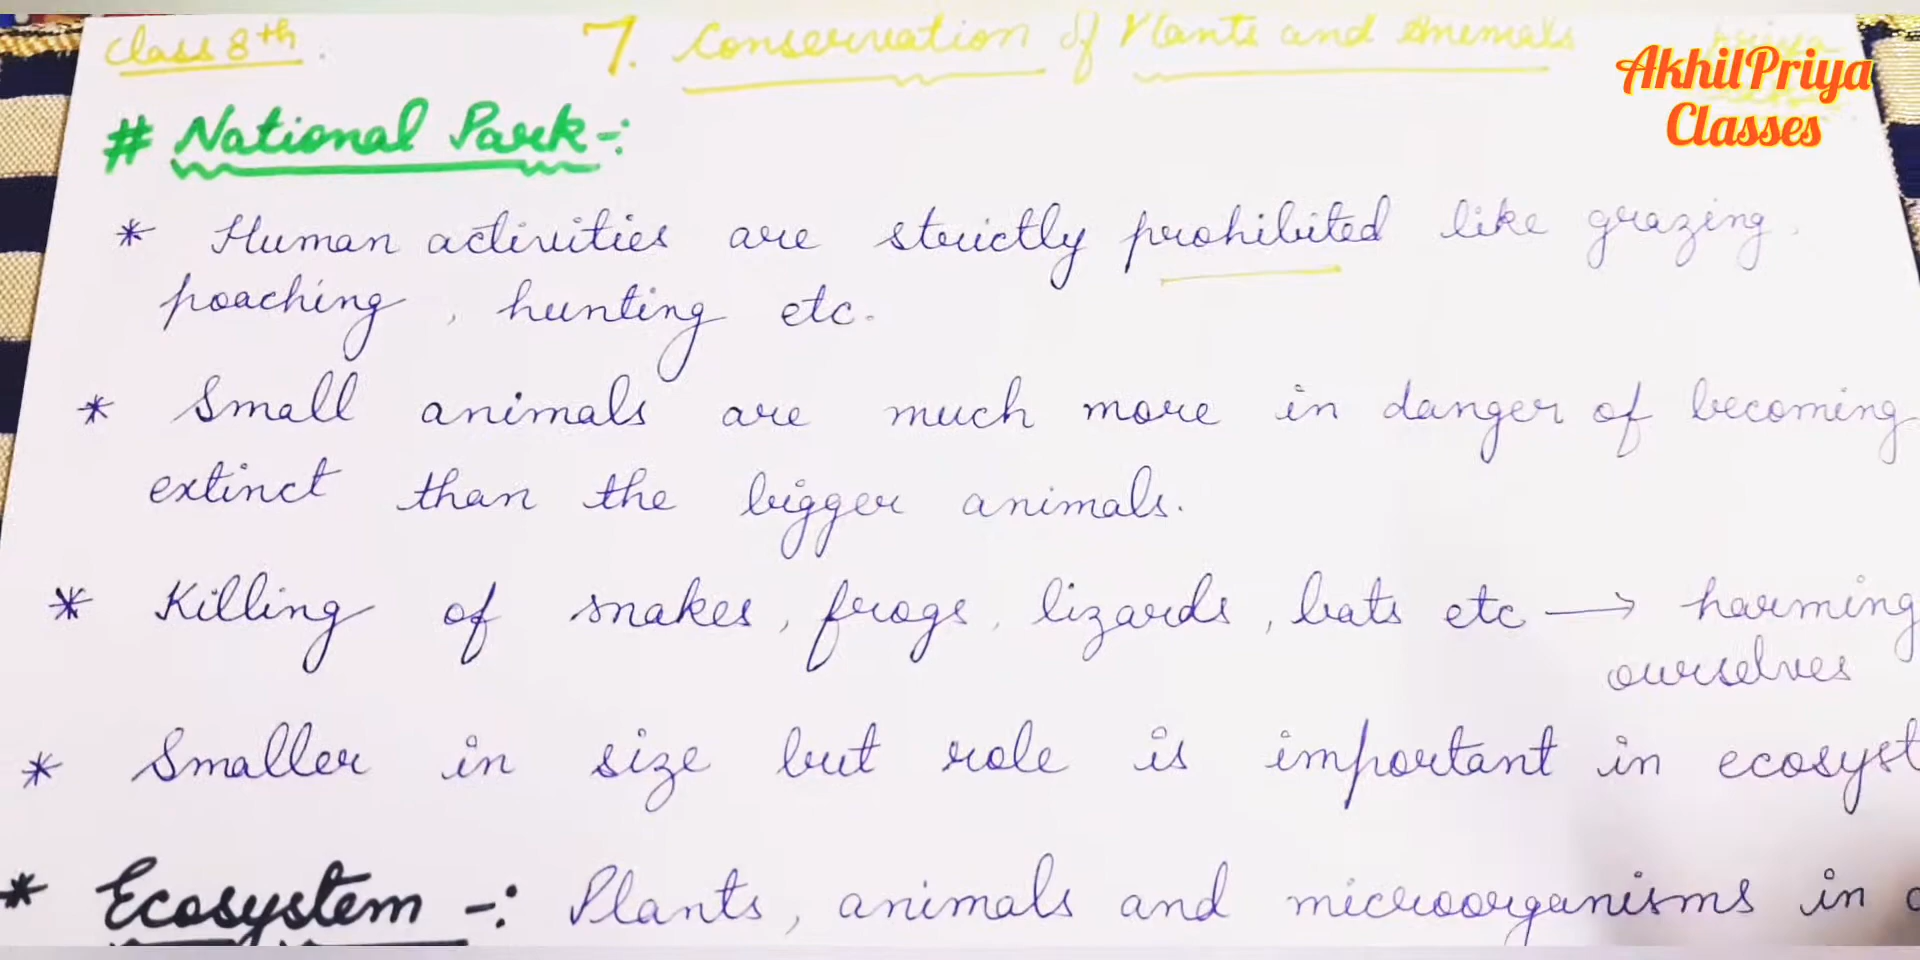 Class 8th.
7. Conservation of Plants and Animals
AkhilPriya
Classes
# National Park-:
* Human activities are strictly prohibited like grazing,
poaching, hunting etc.
* Small animals are much more in danger of becoming
extinct than the bigger animals.
* Killing of snakes, frogs, lizards, bats etc → harming
ourselves
* Smaller in size but role is important in ecosyst
* Ecosystem -: Plants, animals and microorganisms in